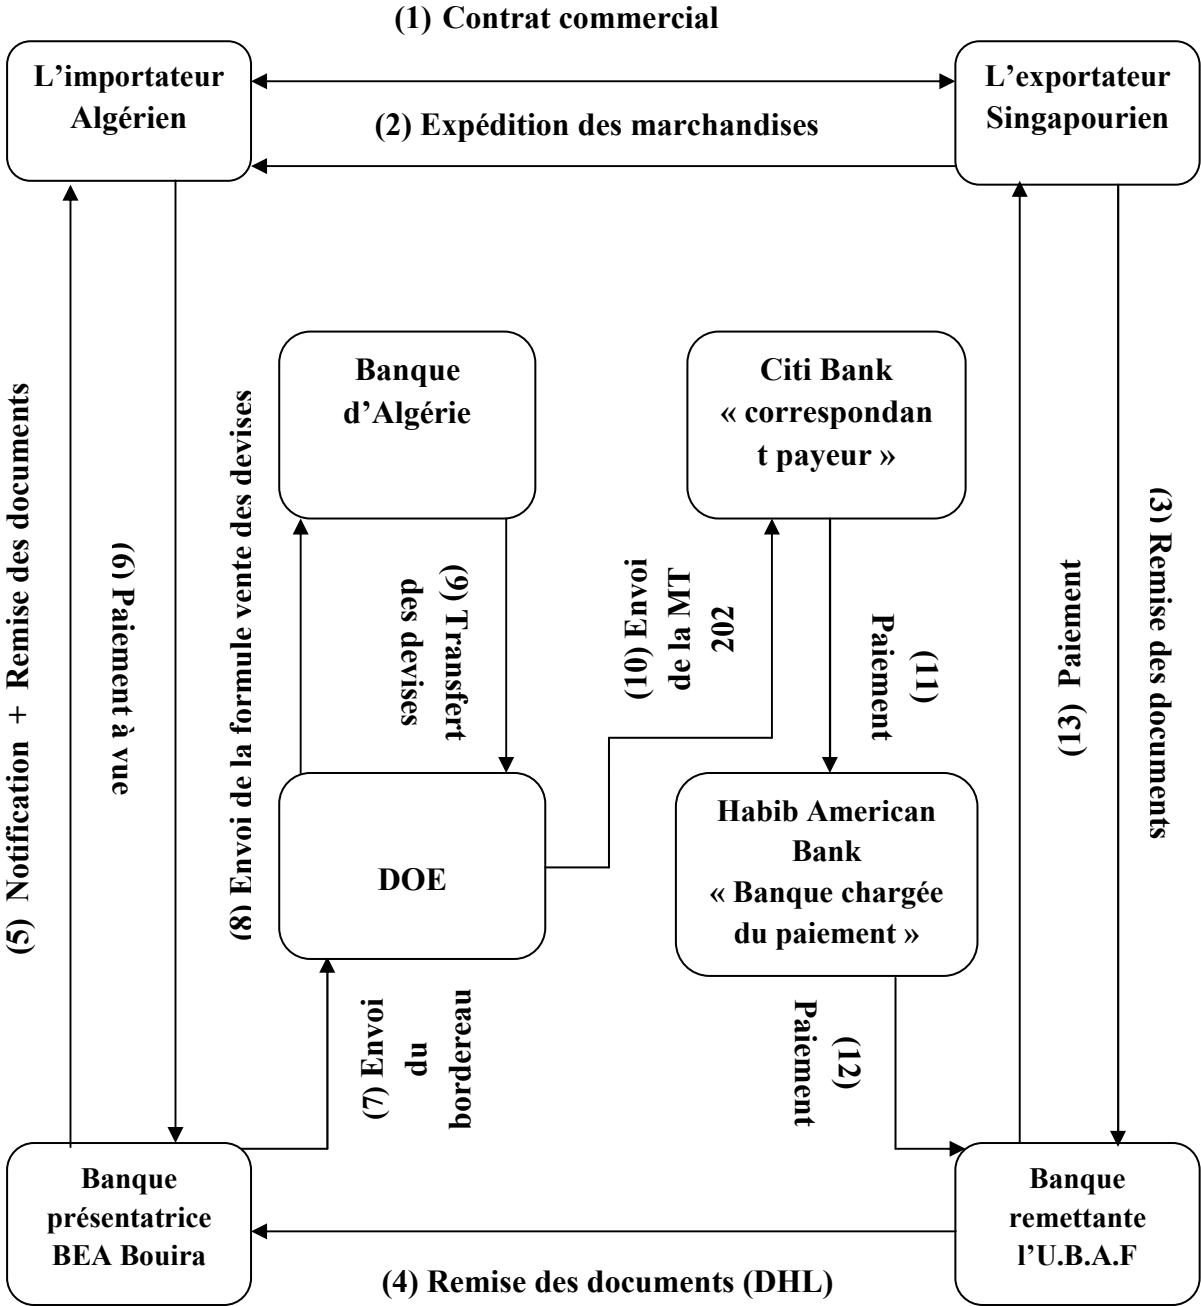 (1) Contrat commercial
L’importateur
Algérien
L’exportateur
Singapourien
(2) Expédition des marchandises
Banque
d’Algérie
Citi Bank
« correspondan
t payeur »
(5) Notification + Remise des documents
(6) Paiement à vue
(8) Envoi de la formule vente des devises
(9) Transfert
des devises
(10) Envoi
de la MT
202
(11)
Paiement
(13) Paiement
(3) Remise des documents
DOE
Habib American
Bank
« Banque chargée
du paiement »
(7) Envoi
du
bordereau
(12)
Paiement
Banque
présentatrice
BEA Bouira
Banque
remettante
l’U.B.A.F
(4) Remise des documents (DHL)